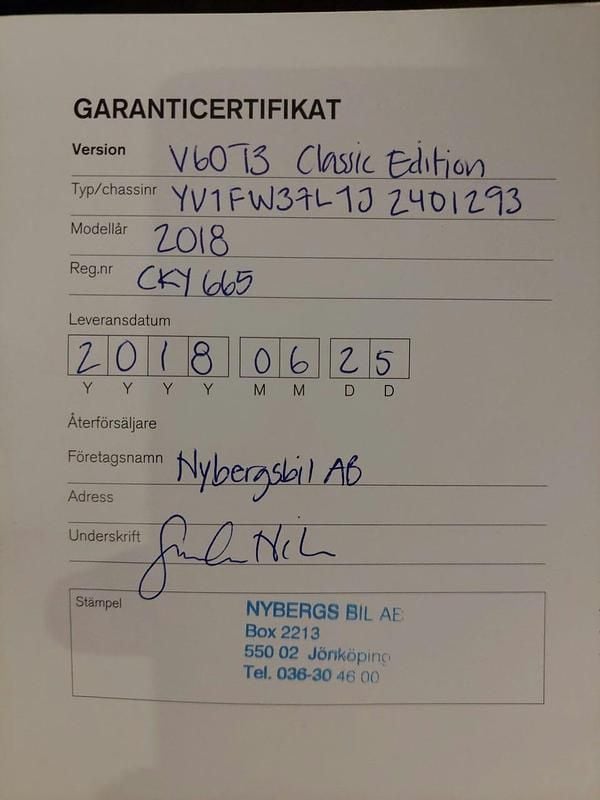 GARANTICERTIFIKAT
Version V60T3 Classic Edition
Typ/chassinr YV1FW37L1J 2401293
Modellår 2018
Reg.nr CKY 665
Leveransdatum
2 0 1 8 0 6 2 5
Y Y Y Y M M D D
Återförsäljare
Företagsnamn Nybergsbil AB
Adress
Underskrift
Stämpel
NYBERGS BIL AB
Box 2213
550 02 Jönköping
Tel. 036-30 46 00